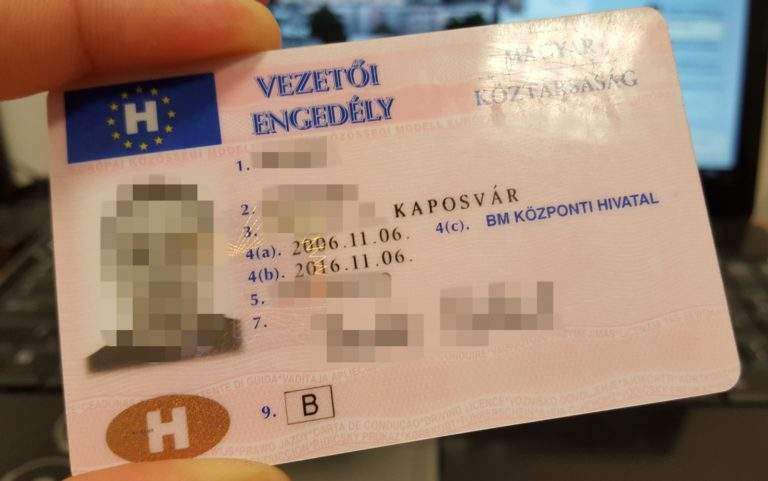 H
VEZETŐI
ENGEDÉLY
MAGYAR
KÖZTÁRSASÁG
1.
2.
3. KAPOSVÁR
4(a). 2006.11.06. 4(c). BM KÖZPONTI HIVATAL
4(b). 2016.11.06.
5.
7.
9. B
H